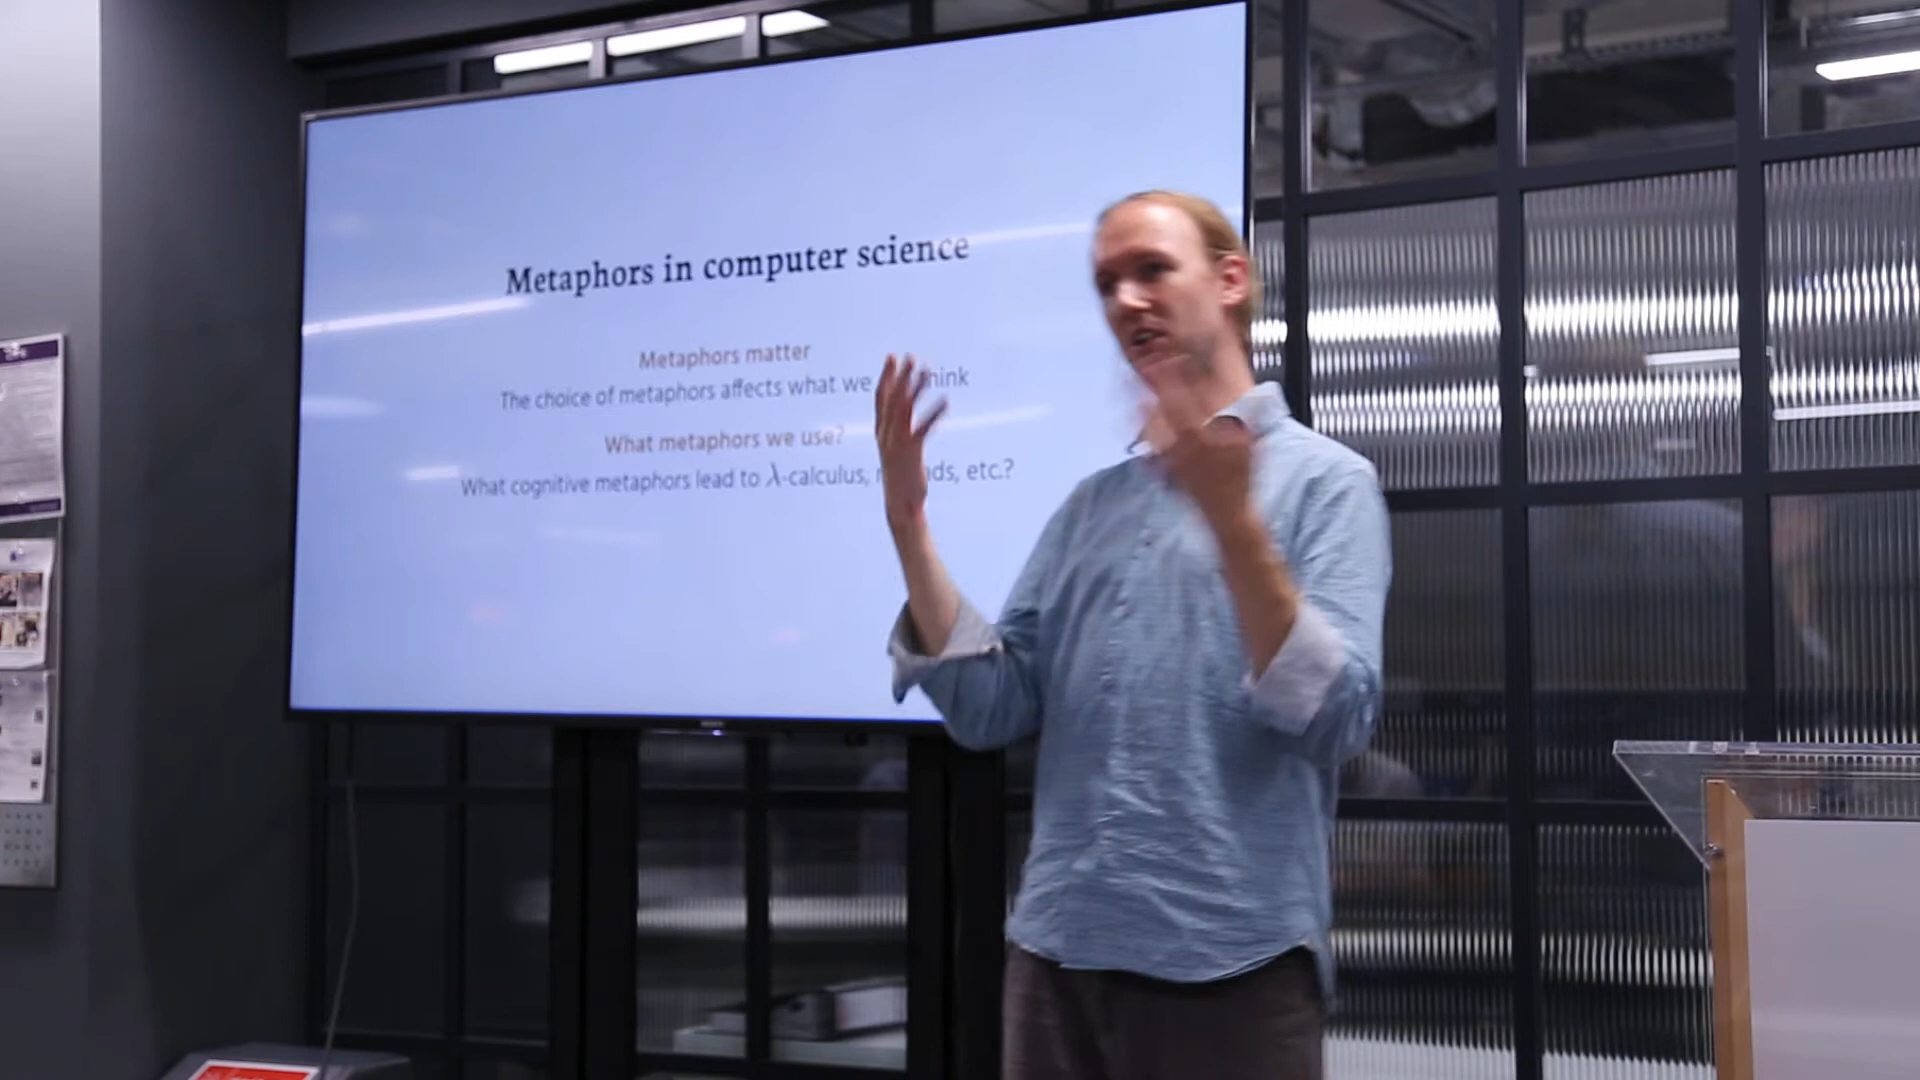 Metaphors in computer science
Metaphors matter
The choice of metaphors affects what we think
What metaphors we use?
What cognitive metaphors lead to λ-calculus, etc.?